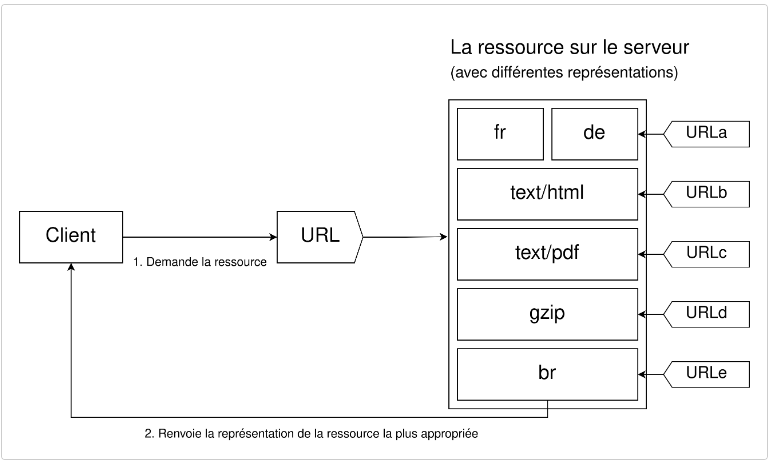 La ressource sur le serveur
(avec différentes représentations)
fr
de
URLa
text/html
URLb
Client
URL
1. Demande la ressource
text/pdf
URLc
gzip
URLd
br
URLe
2. Renvoie la représentation de la ressource la plus appropriée